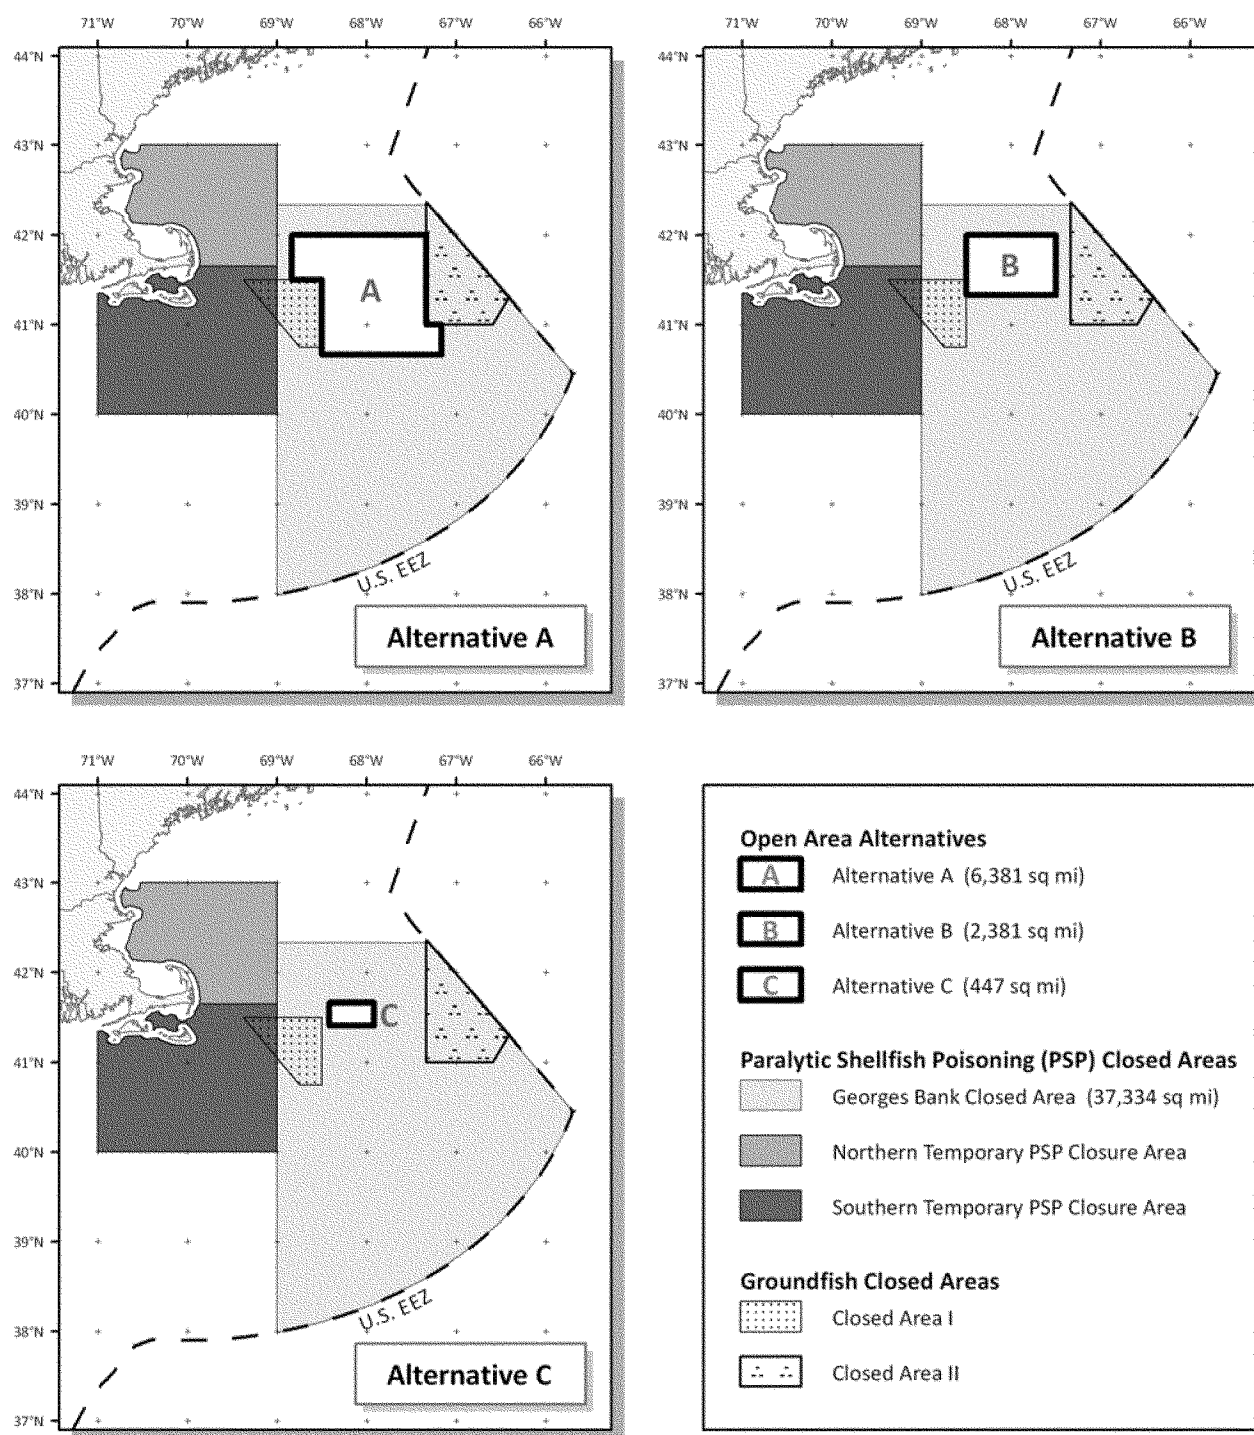 71°W 70°W 69°W 68°W 67°W 66°W
44°N
43°N
42°N
41°N
40°N
39°N
38°N
37°N
A
U.S. EEZ
Alternative A
71°W 70°W 69°W 68°W 67°W 66°W
44°N
43°N
42°N
41°N
40°N
39°N
38°N
37°N
B
U.S. EEZ
Alternative B
71°W 70°W 69°W 68°W 67°W 66°W
44°N
43°N
42°N
41°N
40°N
39°N
38°N
37°N
C
U.S. EEZ
Alternative C
Open Area Alternatives
A Alternative A (6,381 sq mi)
B Alternative B (2,381 sq mi)
C Alternative C (447 sq mi)
Paralytic Shellfish Poisoning (PSP) Closed Areas
Georges Bank Closed Area (37,334 sq mi)
Northern Temporary PSP Closure Area
Southern Temporary PSP Closure Area
Groundfish Closed Areas
Closed Area I
Closed Area II